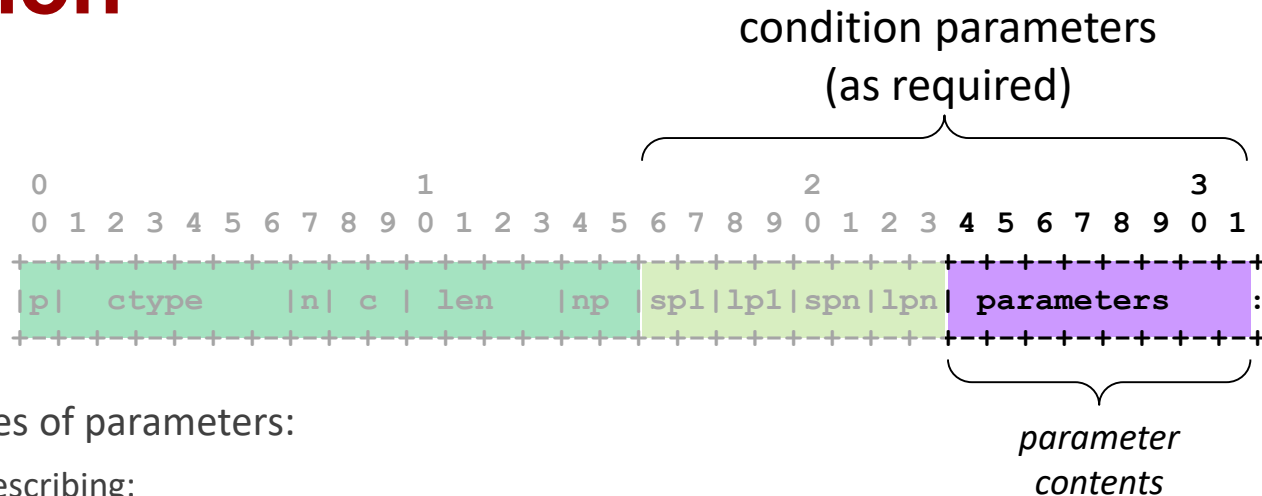 ion
condition parameters
(as required)
0 1 2 3
0 1 2 3 4 5 6 7 8 9 0 1 2 3 4 5 6 7 8 9 0 1 2 3 4 5 6 7 8 9 0 1
+-+-+-+-+-+-+-+-+-+-+-+-+-+-+-+-+-+-+-+-+-+-+-+-+-+-+-+-+-+-+-+-+
|p| ctype |n| c | len |np |sp1|lp1|spn|lpn| parameters :
+-+-+-+-+-+-+-+-+-+-+-+-+-+-+-+-+-+-+-+-+-+-+-+-+-+-+-+-+-+-+-+-+
es of parameters:
escribing:
parameter
contents